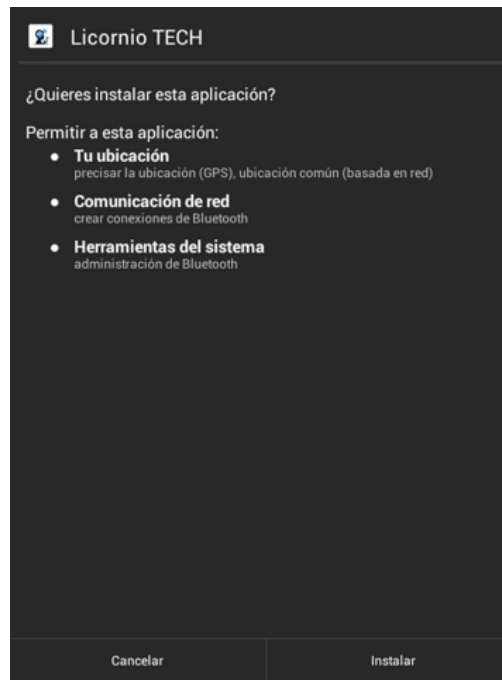 Licornio TECH
¿Quieres instalar esta aplicación?
Permitir a esta aplicación:
Tu ubicación
precisar la ubicación (GPS), ubicación común (basada en red)
Comunicación de red
crear conexiones de Bluetooth
Herramientas del sistema
administración de Bluetooth
Cancelar
Instalar